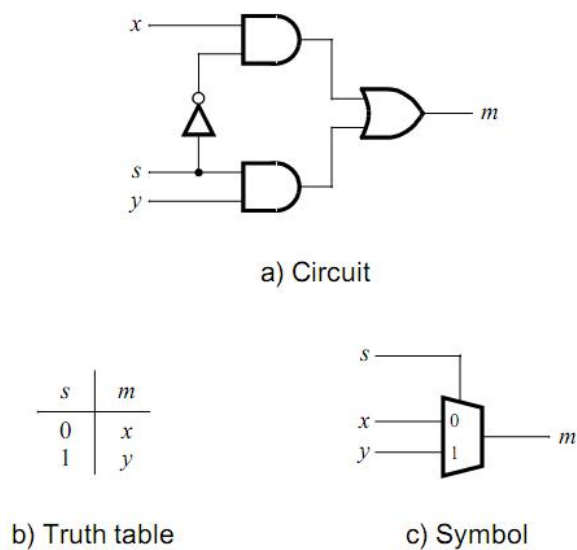 x
m
s
y
a) Circuit
s m
0 x
1 y
b) Truth table
s
x 0
y 1
m
c) Symbol